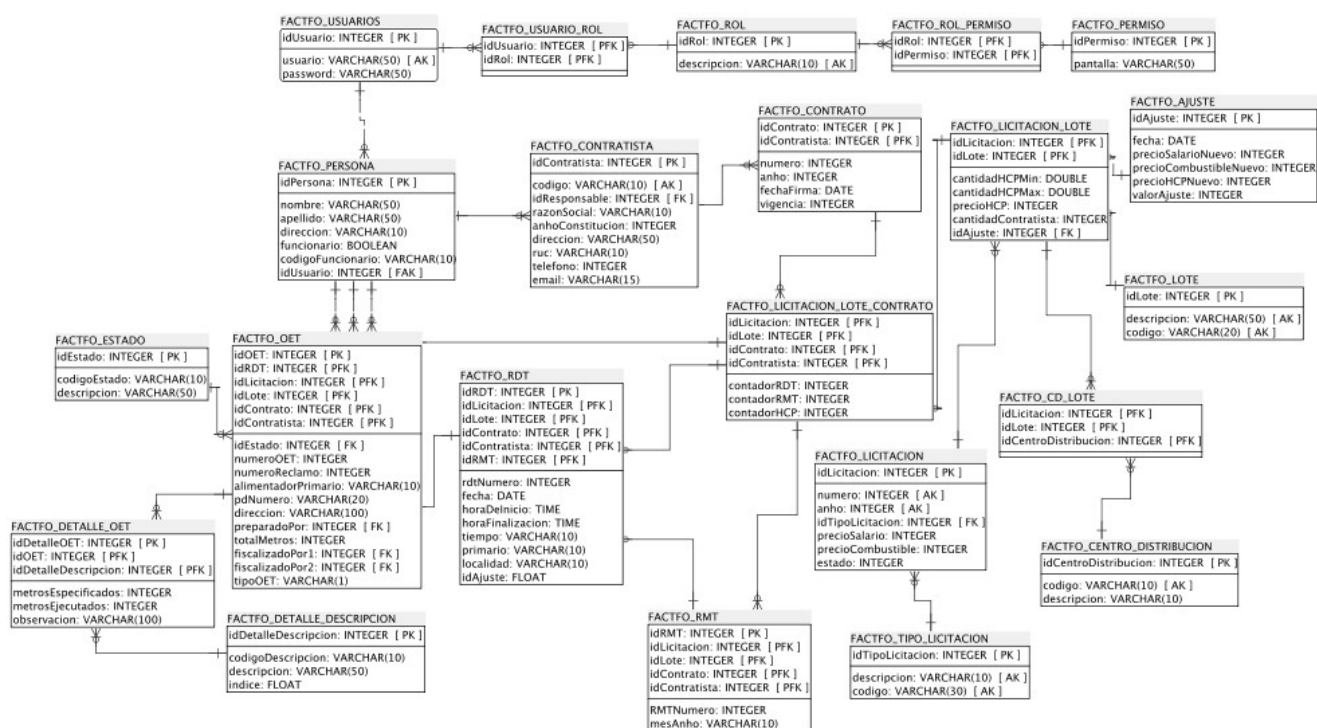 FACTFO_USUARIOS
idUsuario: INTEGER [ PK ]
usuario: VARCHAR(50) [ AK ]
password: VARCHAR(50)
FACTFO_USUARIO_ROL
idUsuario: INTEGER [ PFK ]
idRol: INTEGER [ PFK ]
FACTFO_ROL
idRol: INTEGER [ PK ]
descripcion: VARCHAR(10) [ AK ]
FACTFO_ROL_PERMISO
idRol: INTEGER [ PFK ]
idPermiso: INTEGER [ PFK ]
FACTFO_PERMISO
idPermiso: INTEGER [ PK ]
pantalla: VARCHAR(50)
FACTFO_PERSONA
idPersona: INTEGER [ PK ]
nombre: VARCHAR(50)
apellido: VARCHAR(50)
direccion: VARCHAR(10)
funcionario: BOOLEAN
codigoFuncionario: VARCHAR(10)
idUsuario: INTEGER [ FAK ]
FACTFO_CONTRATISTA
idContratista: INTEGER [ PK ]
codigo: VARCHAR(10) [ AK ]
idResponsable: INTEGER [ FK ]
razonSocial: VARCHAR(10)
anhoConstitucion: INTEGER
direccion: VARCHAR(50)
ruc: VARCHAR(10)
telefono: INTEGER
email: VARCHAR(15)
FACTFO_CONTRATO
idContrato: INTEGER [ PK ]
idContratista: INTEGER [ PFK ]
numero: INTEGER
anho: INTEGER
fechaFirma: DATE
vigencia: INTEGER
FACTFO_LICITACION_LOTE
idLicitacion: INTEGER [ PFK ]
idLote: INTEGER [ PFK ]
cantidadHCPMin: DOUBLE
cantidadHCPMax: DOUBLE
precioHCP: INTEGER
cantidadContratista: INTEGER
idAjuste: INTEGER [ FK ]
FACTFO_AJUSTE
idAjuste: INTEGER [ PK ]
fecha: DATE
precioSalarioNuevo: INTEGER
precioCombustibleNuevo: INTEGER
precioHCPNuevo: INTEGER
valorAjuste: INTEGER
FACTFO_LOTE
idLote: INTEGER [ PK ]
descripcion: VARCHAR(50) [ AK ]
codigo: VARCHAR(20) [ AK ]
FACTFO_ESTADO
idEstado: INTEGER [ PK ]
codigoEstado: VARCHAR(10)
descripcion: VARCHAR(50)
FACTFO_OET
idOET: INTEGER [ PK ]
idRDT: INTEGER [ PFK ]
idLicitacion: INTEGER [ PFK ]
idLote: INTEGER [ PFK ]
idContrato: INTEGER [ PFK ]
idContratista: INTEGER [ PFK ]
idEstado: INTEGER [ FK ]
numeroOET: INTEGER
numeroReclamo: INTEGER
alimentadorPrimario: VARCHAR(10)
pdNumero: VARCHAR(20)
direccion: VARCHAR(100)
preparadoPor: INTEGER [ FK ]
totalMetros: INTEGER
fiscalizadoPor1: INTEGER [ FK ]
fiscalizadoPor2: INTEGER [ FK ]
tipoOET: VARCHAR(1)
FACTFO_RDT
idRDT: INTEGER [ PK ]
idLicitacion: INTEGER [ PFK ]
idLote: INTEGER [ PFK ]
idContrato: INTEGER [ PFK ]
idContratista: INTEGER [ PFK ]
idRMT: INTEGER [ PFK ]
rdtNumero: INTEGER
fecha: DATE
horaDeInicio: TIME
horaFinalizacion: TIME
tiempo: VARCHAR(10)
primario: VARCHAR(10)
localidad: VARCHAR(10)
idAjuste: FLOAT
FACTFO_LICITACION_LOTE_CONTRATO
idLicitacion: INTEGER [ PFK ]
idLote: INTEGER [ PFK ]
idContrato: INTEGER [ PFK ]
idContratista: INTEGER [ PFK ]
contadorRDT: INTEGER
contadorRMT: INTEGER
contadorHCP: INTEGER
FACTFO_CD_LOTE
idLicitacion: INTEGER [ PFK ]
idLote: INTEGER [ PFK ]
idCentroDistribucion: INTEGER [ PFK ]
FACTFO_LICITACION
idLicitacion: INTEGER [ PK ]
numero: INTEGER [ AK ]
anho: INTEGER [ AK ]
idTipoLicitacion: INTEGER [ FK ]
precioSalario: INTEGER
precioCombustible: INTEGER
estado: INTEGER
FACTFO_DETALLE_OET
idDetalleOET: INTEGER [ PK ]
idOET: INTEGER [ PFK ]
idDetalleDescripcion: INTEGER [ PFK ]
metrosEspecificados: INTEGER
metrosEjecutados: INTEGER
observacion: VARCHAR(100)
FACTFO_CENTRO_DISTRIBUCION
idCentroDistribucion: INTEGER [ PK ]
codigo: VARCHAR(10) [ AK ]
descripcion: VARCHAR(10)
FACTFO_DETALLE_DESCRIPCION
idDetalleDescripcion: INTEGER [ PK ]
codigoDescripcion: VARCHAR(10)
descripcion: VARCHAR(50)
indice: FLOAT
FACTFO_RMT
idRMT: INTEGER [ PK ]
idLicitacion: INTEGER [ PFK ]
idLote: INTEGER [ PFK ]
idContrato: INTEGER [ PFK ]
idContratista: INTEGER [ PFK ]
RMTNumero: INTEGER
mesAnho: VARCHAR(10)
FACTFO_TIPO_LICITACION
idTipoLicitacion: INTEGER [ PK ]
descripcion: VARCHAR(10) [ AK ]
codigo: VARCHAR(30) [ AK ]